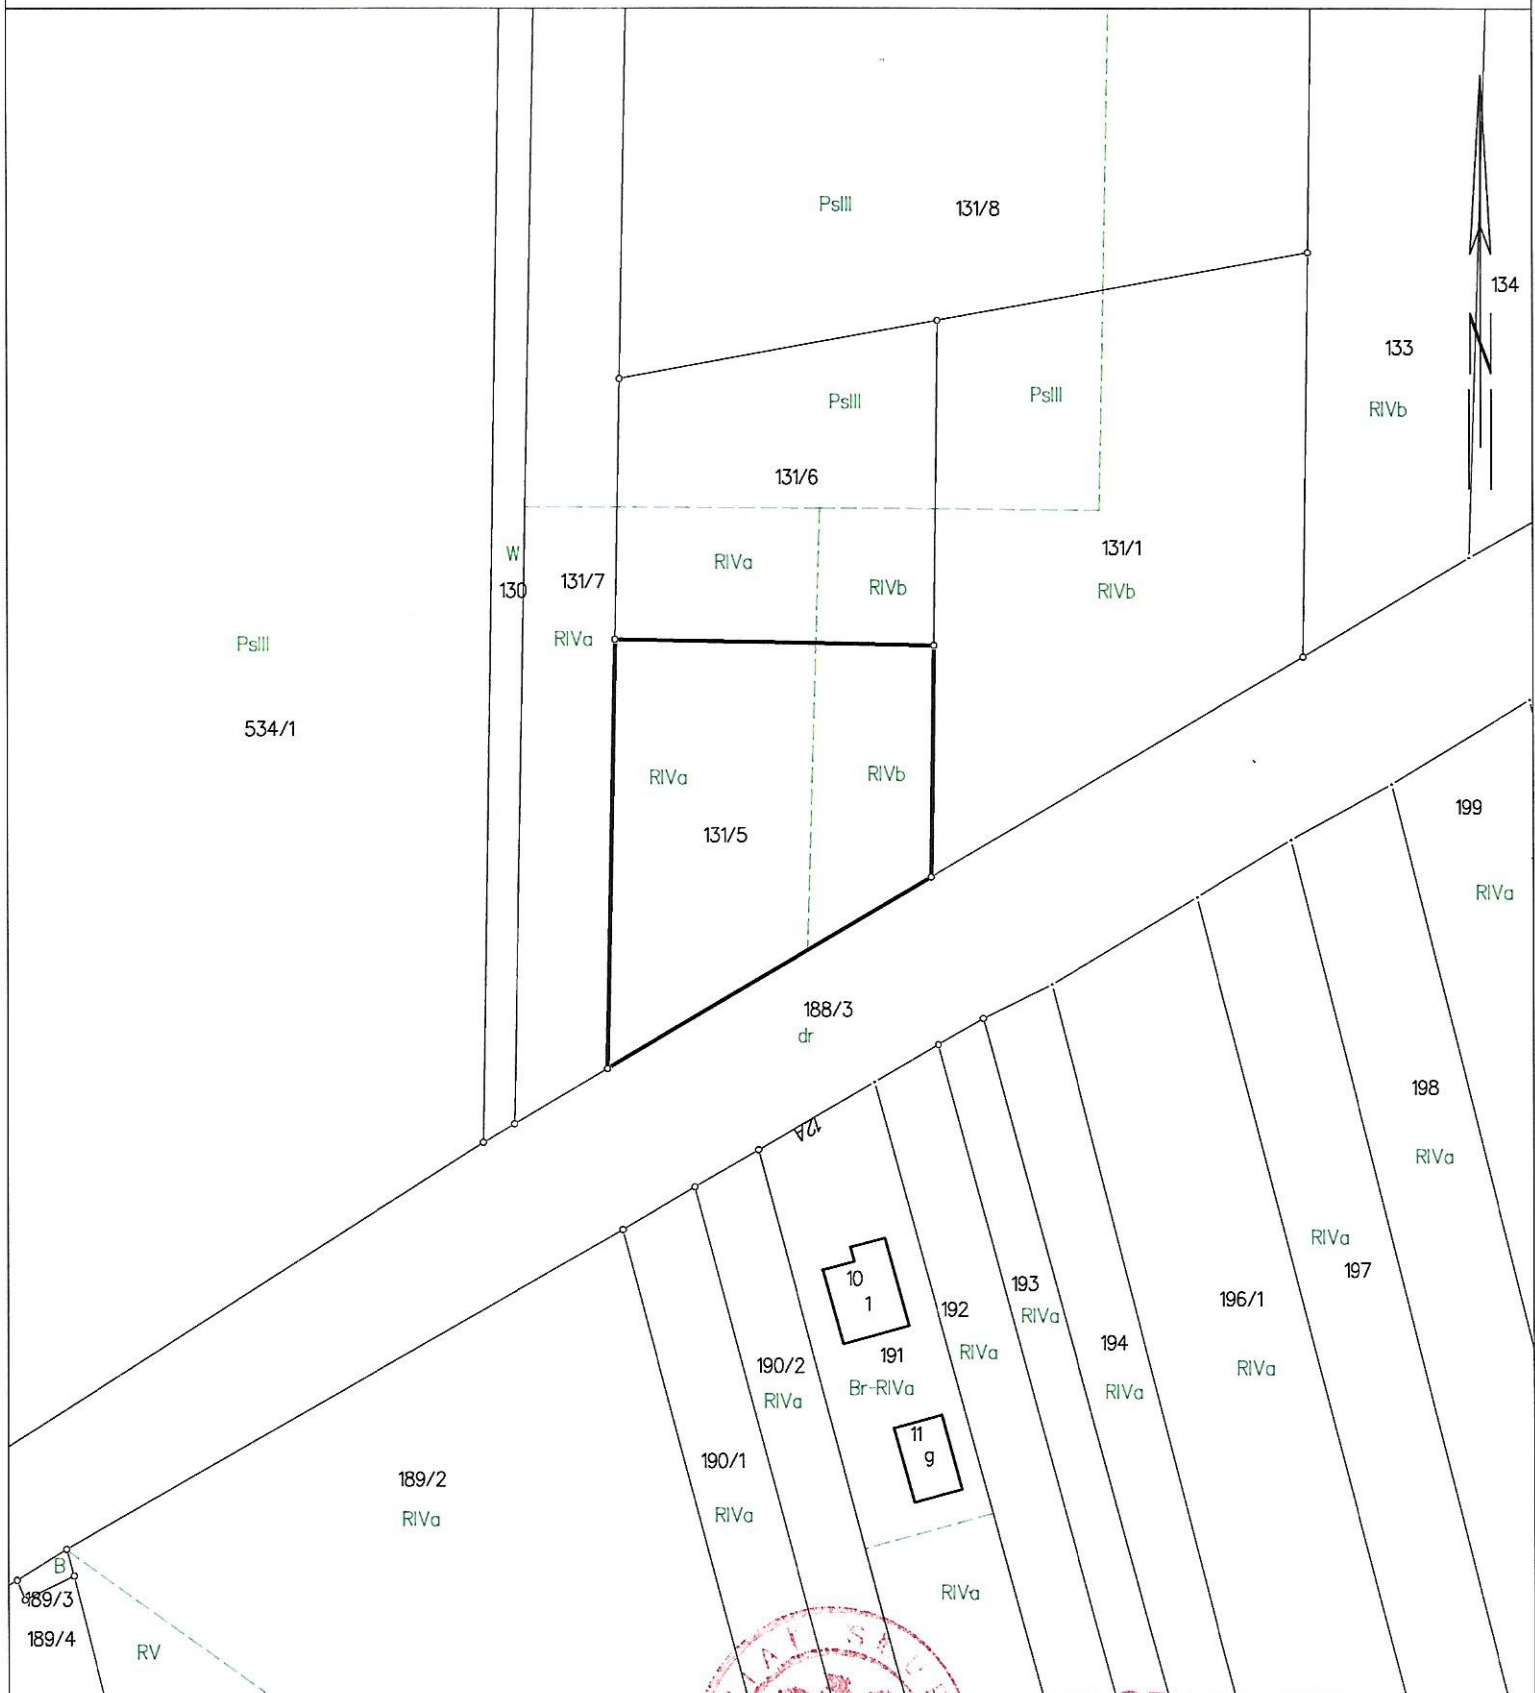 PsIII 131/8
134
133
PsIII
PsIII
RIVb
131/6
W
RIVa
131/1
130
131/7
RIVb
RIVb
RIVa
PsIII
534/1
RIVa
RIVb
131/5
199
RIVa
188/3
dr
198
12A
RIVa
RIVa
197
10
1
193
RIVa
196/1
192
RIVa
194
191
190/2
RIVa
Br-RIVa
RIVa
RIVa
11
g
190/1
189/2
RIVa
RIVa
B
189/3
RIVa
189/4
RV